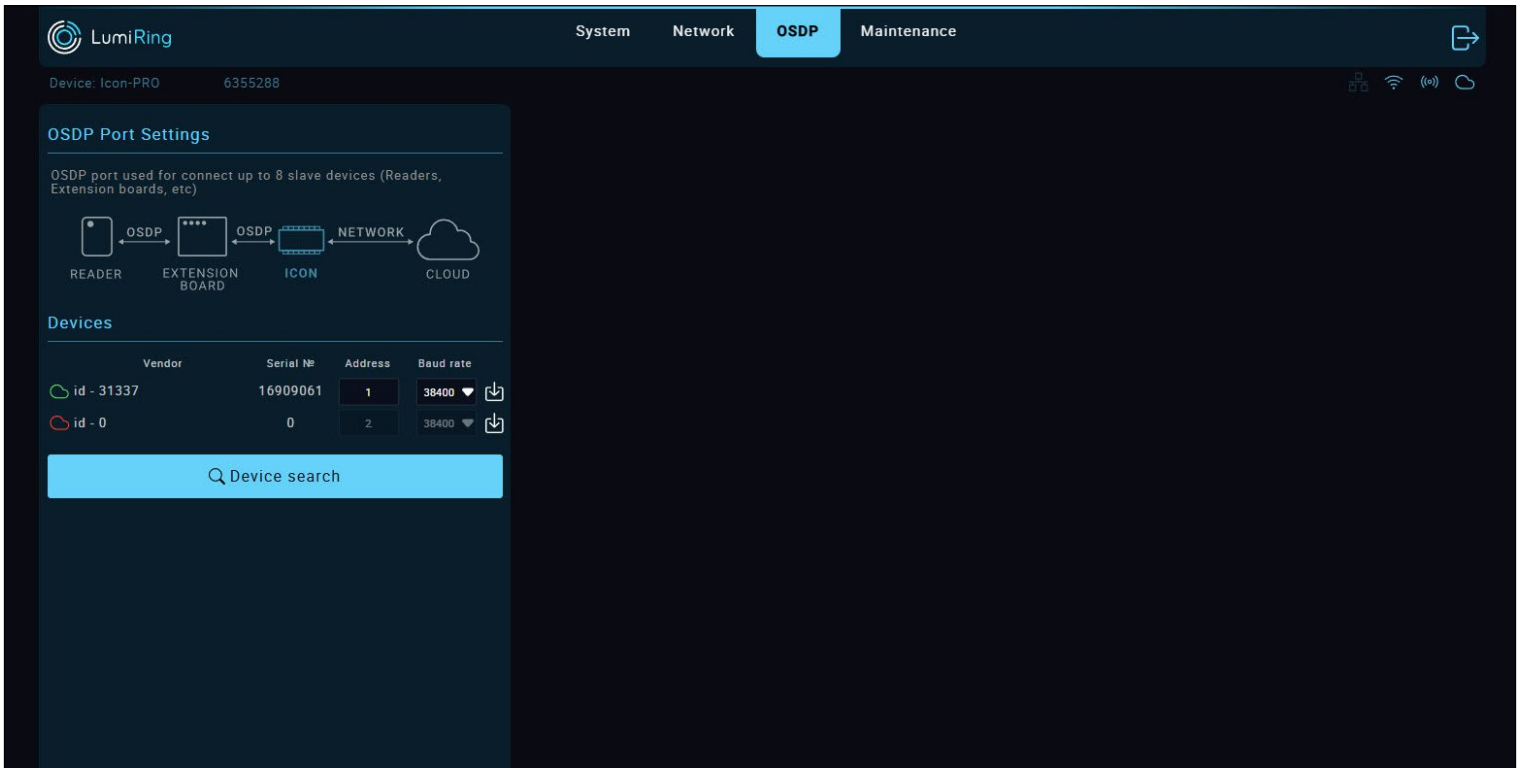 LumiRing
System Network OSDP Maintenance
Device: Icon-PRO 6355288
OSDP Port Settings
OSDP port used for connect up to 8 slave devices (Readers,
Extension boards, etc)
OSDP OSDP NETWORK
READER EXTENSION BOARD ICON CLOUD
Devices
Vendor Serial № Address Baud rate
id - 31337 16909061 1 38400
id - 0 0 2 38400
Device search